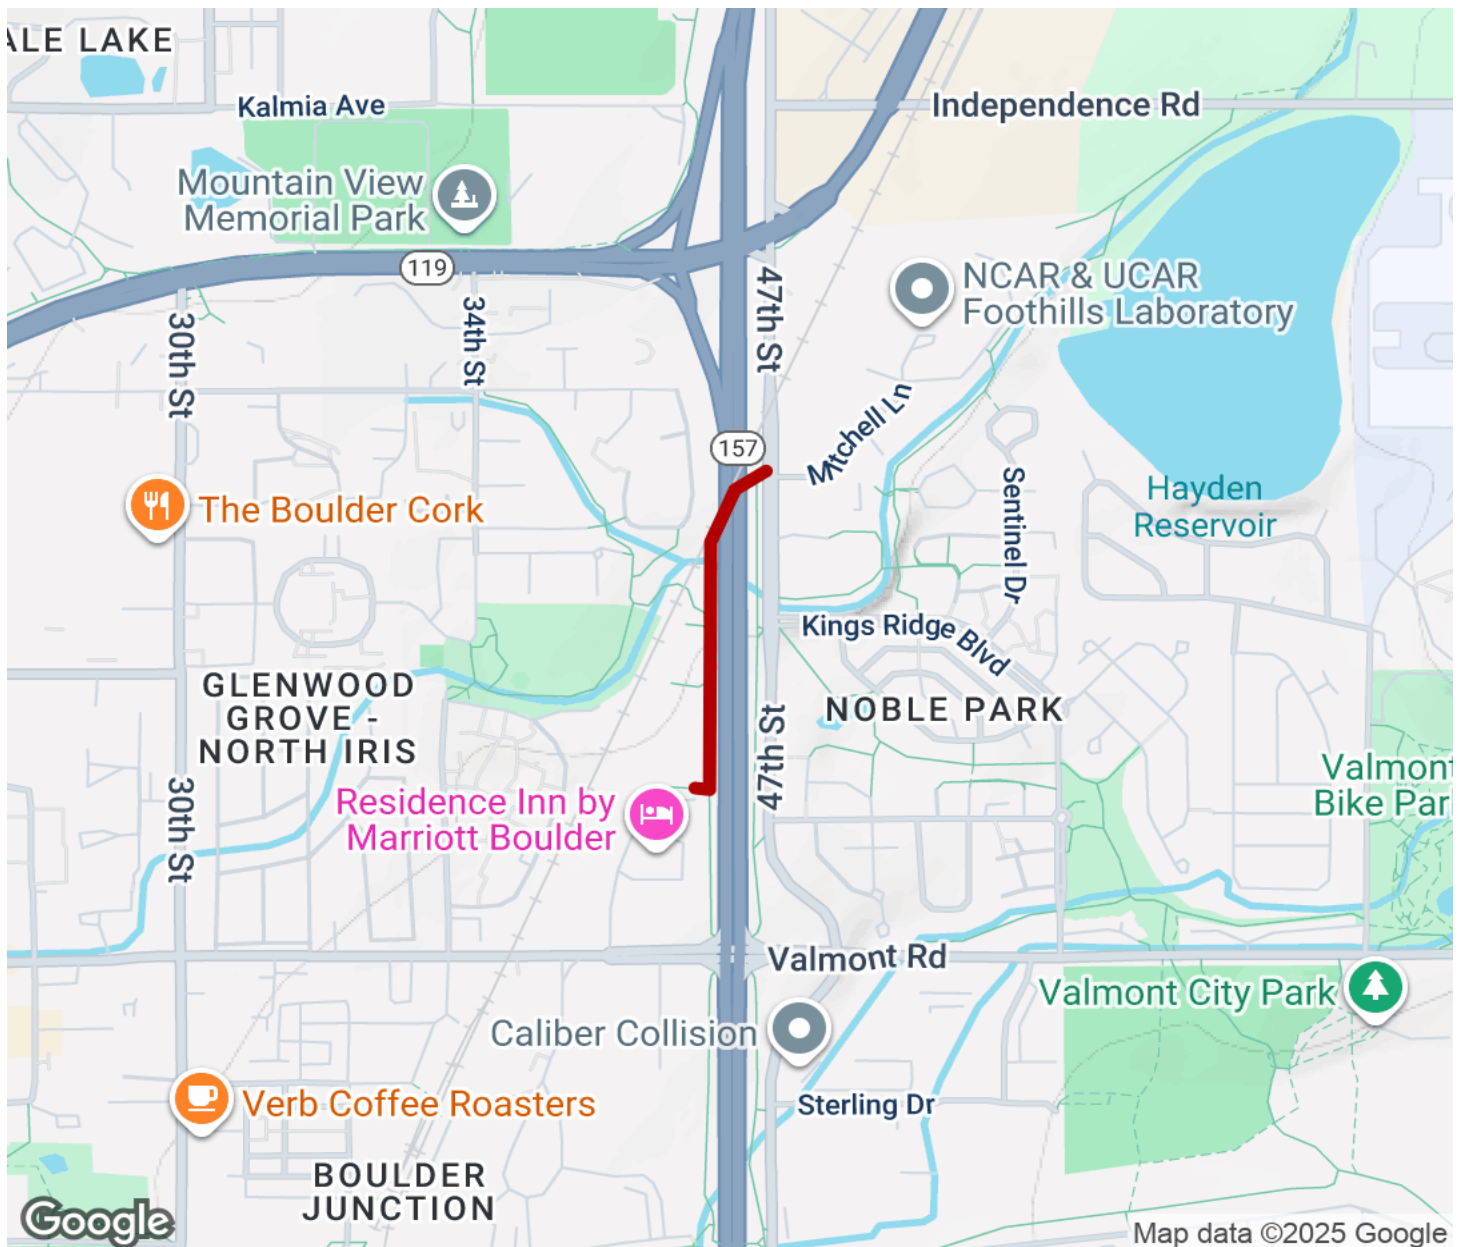 ALE LAKE
Kalmia Ave
Independence Rd
Mountain View
Memorial Park
119
47th St
NCAR & UCAR
Foothills Laboratory
30th St
34th St
Mitchell Ln
157
The Boulder Cork
Sentinel Dr
Hayden
Reservoir
Kings Ridge Blvd
GLENWOOD
GROVE -
NORTH IRIS
NOBLE PARK
47th St
Valmont
Bike Par
30th St
Residence Inn by
Marriott Boulder
Valmont Rd
Valmont City Park
Caliber Collision
Verb Coffee Roasters
Sterling Dr
BOULDER
JUNCTION
Google
Map data ©2025 Google